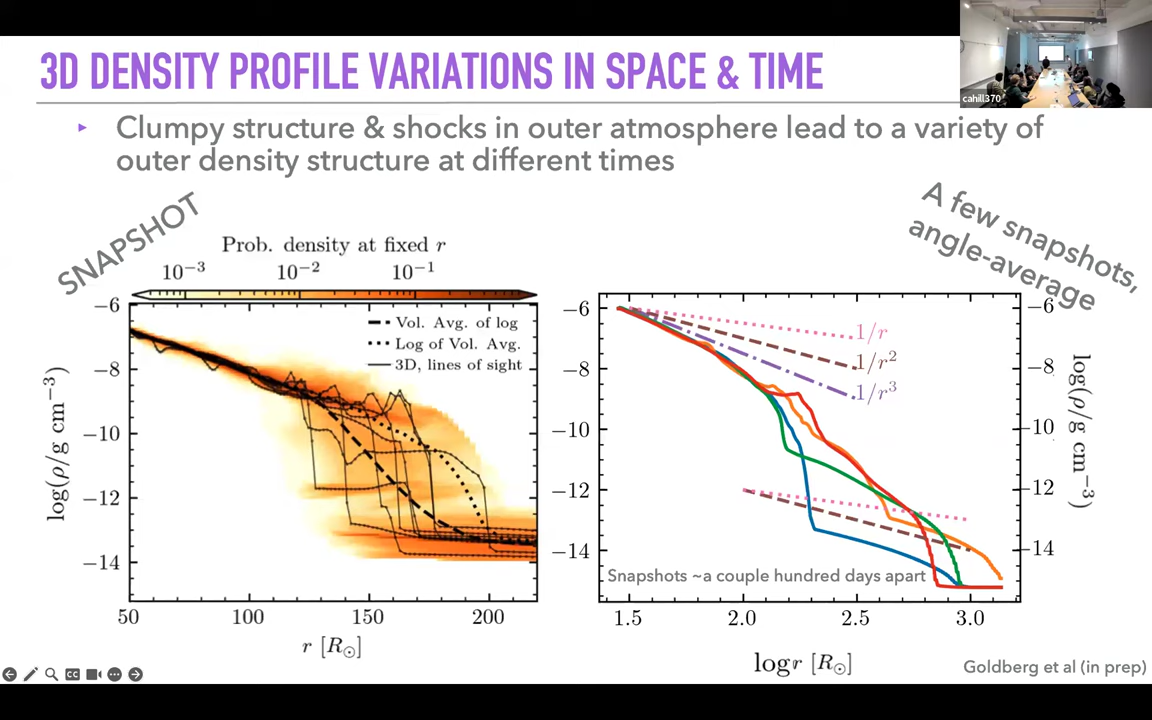 3D DENSITY PROFILE VARIATIONS IN SPACE & TIME
cahill370
Clumpy structure & shocks in outer atmosphere lead to a variety of
outer density structure at different times
SNAPSHOT
A few snapshots,
angle-average
Prob. density at fixed r
10⁻³ 10⁻² 10⁻¹
Vol. Avg. of log
Log of Vol. Avg.
3D, lines of sight
−6
−8
−10
−12
−14
log(ρ/g cm⁻³)
50 100 150 200
r [R☉]
−6
−8
−10
−12
−14
1/r
1/r²
1/r³
Snapshots ~a couple hundred days apart
1.5 2.0 2.5 3.0
log r [R☉]
−6
−8
−10
−12
−14
log(ρ/g cm⁻³)
CC
Goldberg et al (in prep)